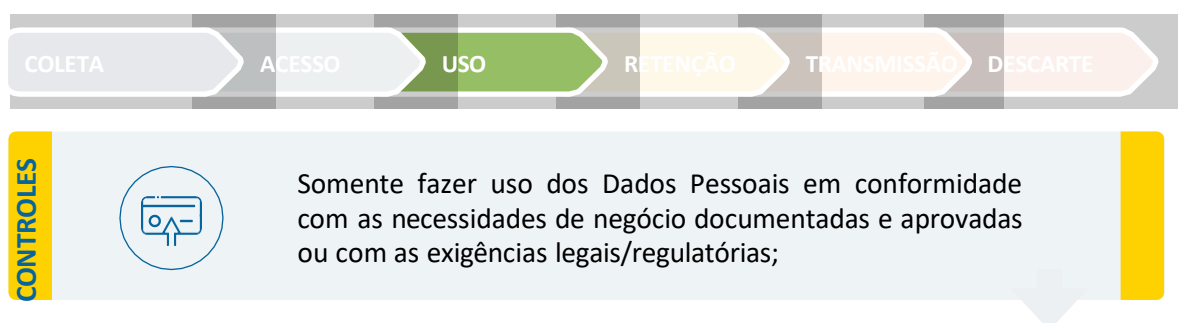 COLETA
ACESSO
USO
RETENÇÃO
TRANSMISSÃO
DESCARTE
CONTROLES
Somente fazer uso dos Dados Pessoais em conformidade
com as necessidades de negócio documentadas e aprovadas
ou com as exigências legais/regulatórias;